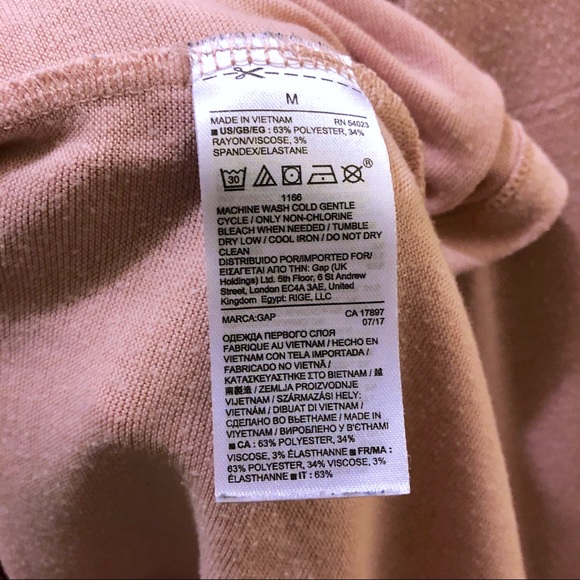 M
MADE IN VIETNAM RN 54023
■ US/GB/EG : 63% POLYESTER, 34%
RAYON/VISCOSE, 3%
SPANDEX/ELASTANE
30 ®
1166
MACHINE WASH COLD GENTLE
CYCLE / ONLY NON-CHLORINE
BLEACH WHEN NEEDED / TUMBLE
DRY LOW / COOL IRON / DO NOT DRY
CLEAN
DISTRIBUIDO POR/IMPORTED FOR/
ΕΙΣΑΓΕΤΑΙ ΑΠΟ ΤΗΝ: Gap (UK
Holdings) Ltd. 5th Floor, 6 St Andrew
Street, London EC4A 3AE, United
Kingdom Egypt: RIGE, LLC
MARCA:GAP CA 17897
07/17
ОДЕЖДА ПЕРВОГО СЛОЯ
FABRIQUE AU VIETNAM / HECHO EN
VIETNAM CON TELA IMPORTADA /
FABRICADO NO VIETNÃ /
ΚΑΤΑΣΚΕΥΑΣΤΗΚΕ ΣΤΟ ΒΙΕΤΝΑΜ / 越
南製造 / ZEMLJA PROIZVODNJE
VIJETNAM / SZÁRMAZÁSI HELY:
VIETNÁM / DIBUAT DI VIETNAM /
СДЕЛАНО ВО ВЬЕТНАМЕ / MADE IN
VIYETNAM / ВИРОБЛЕНО У В'ЄТНАМІ
■ CA : 63% POLYESTER, 34%
VISCOSE, 3% ÉLASTHANNE ■ FR/MA :
63% POLYESTER, 34% VISCOSE, 3%
ÉLASTHANNE ■ IT : 63%